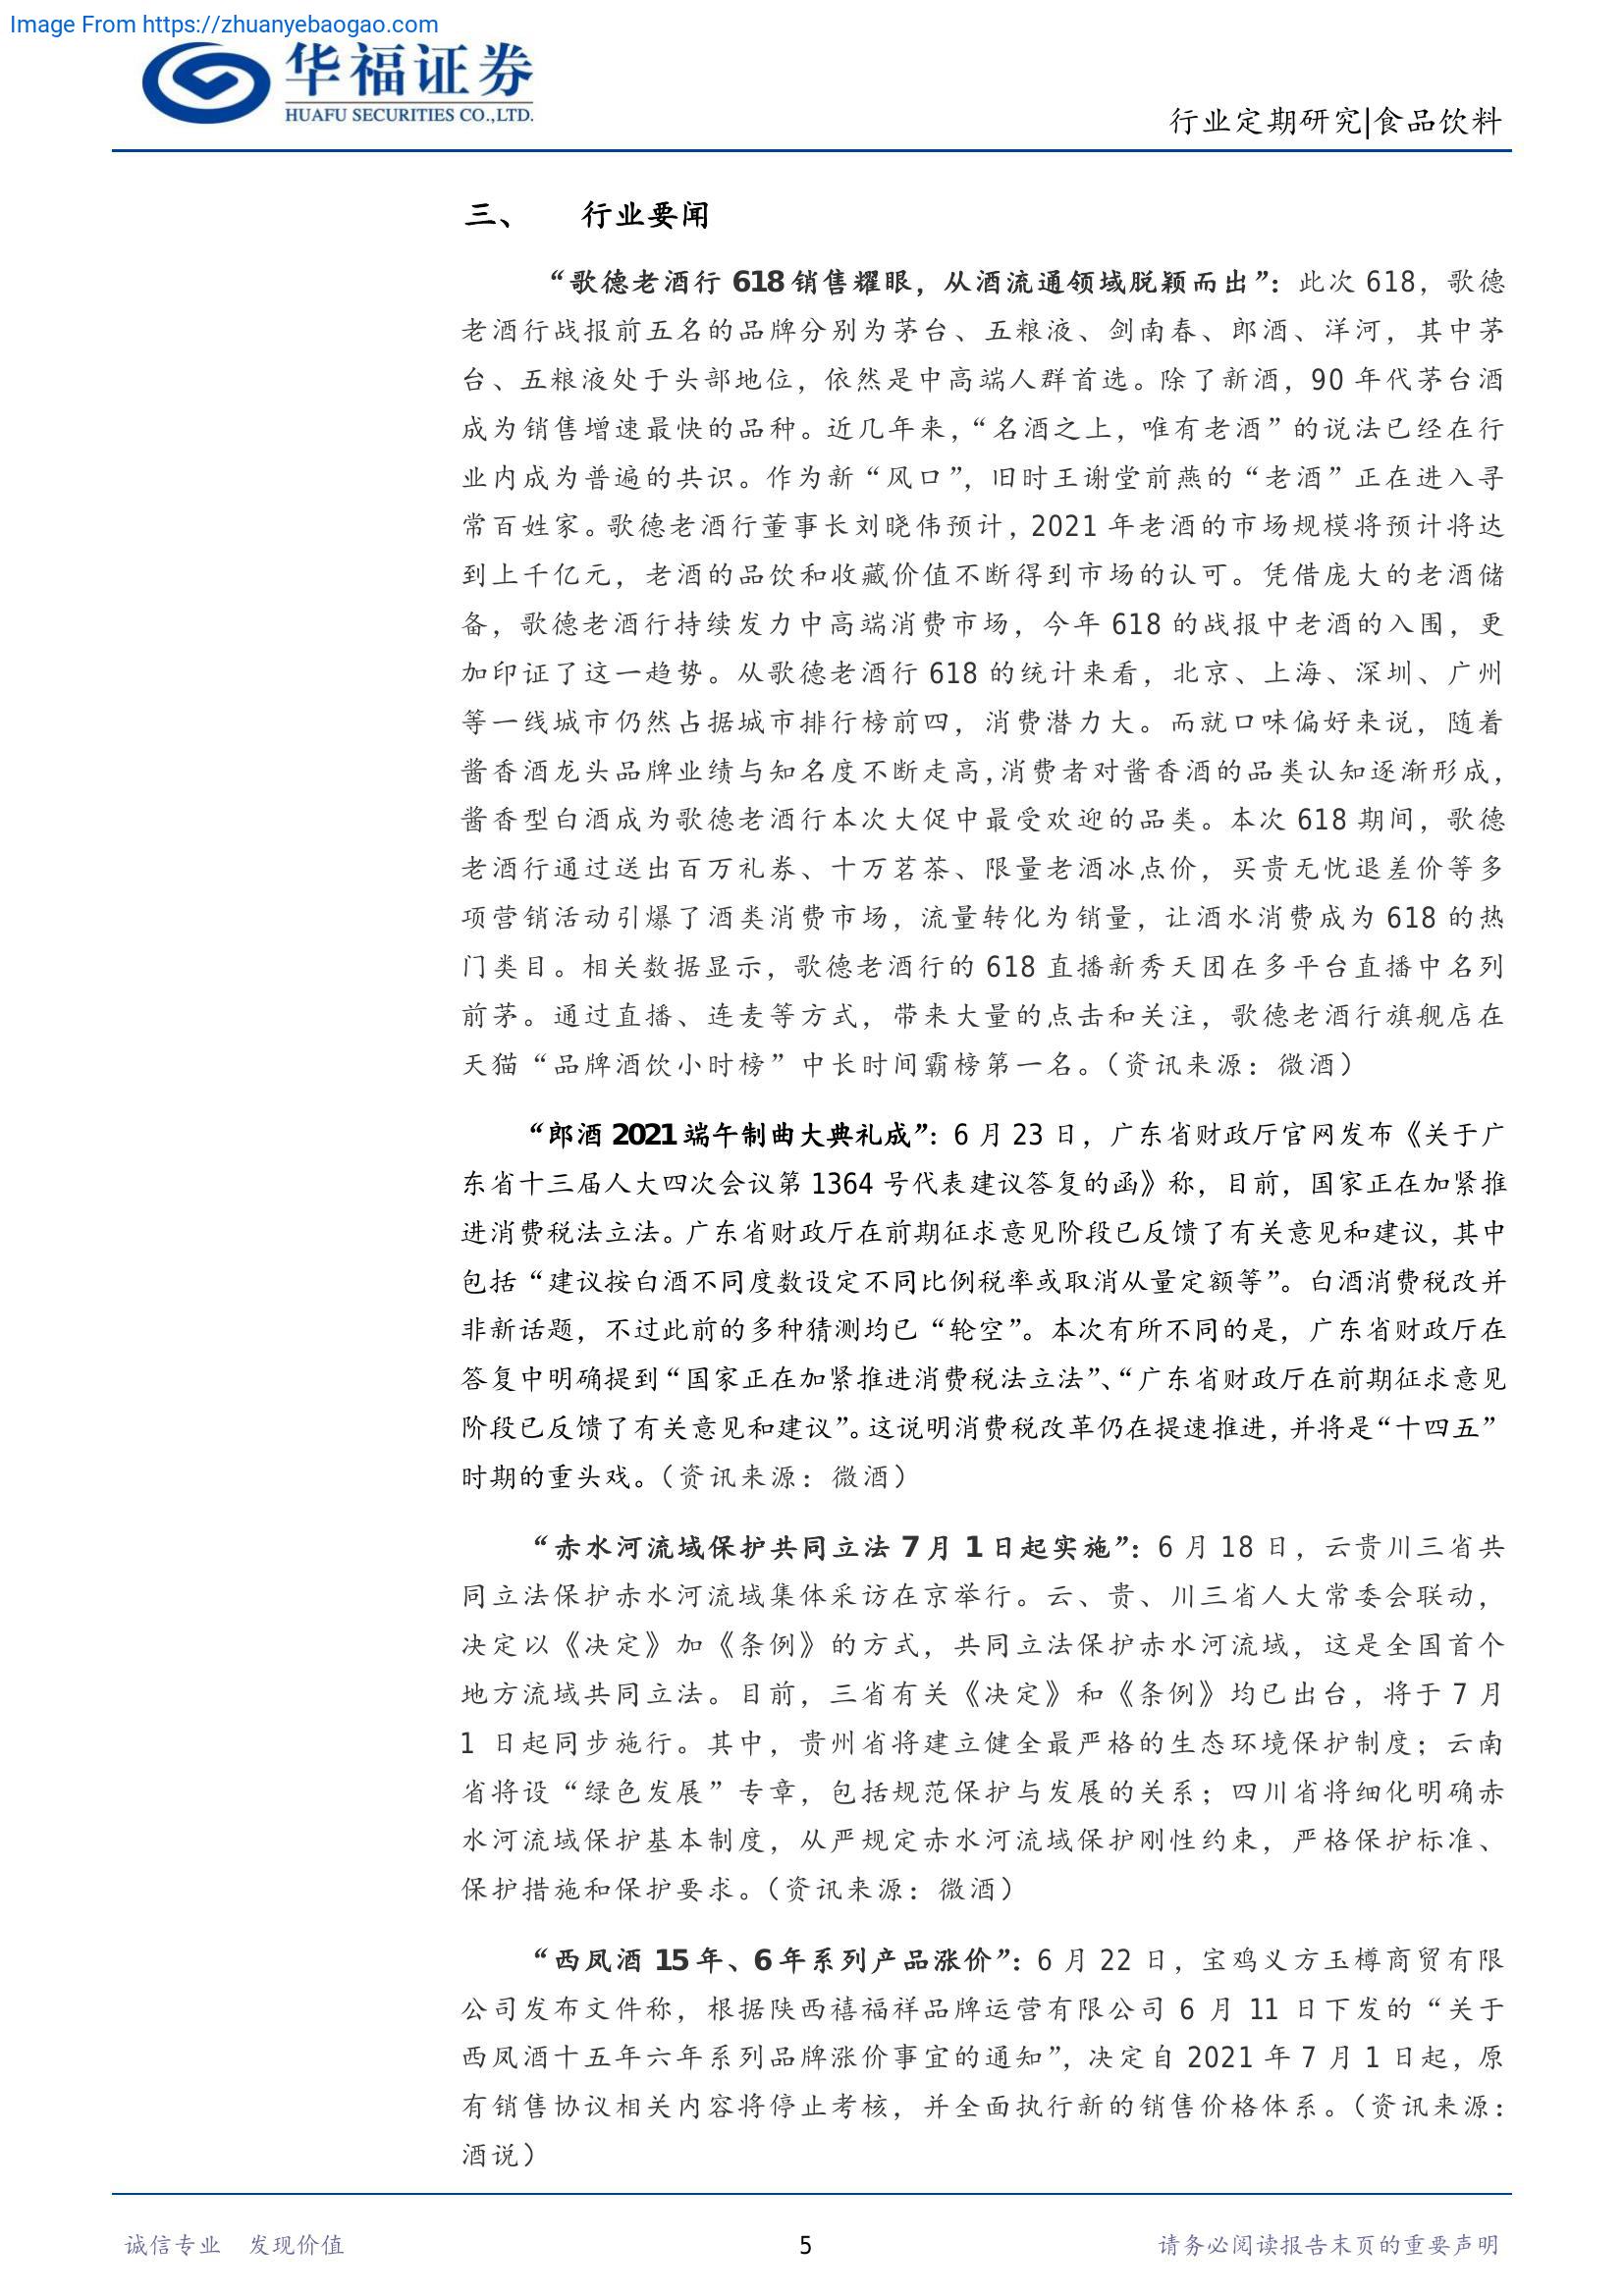 Image From https://zhuanyebaogao.com
华福证券
HUAFU SECURITIES CO.,LTD.
行业定期研究|食品饮料
三、 行业要闻
“歌德老酒行 618 销售耀眼，从酒流通领域脱颖而出”：此次 618，歌德
老酒行战报前五名的品牌分别为茅台、五粮液、剑南春、郎酒、洋河，其中茅
台、五粮液处于头部地位，依然是中高端人群首选。除了新酒，90 年代茅台酒
成为销售增速最快的品种。近几年来，“名酒之上，唯有老酒”的说法已经在行
业内成为普遍的共识。作为新“风口”，旧时王谢堂前燕的“老酒”正在进入寻
常百姓家。歌德老酒行董事长刘晓伟预计，2021 年老酒的市场规模将预计将达
到上千亿元，老酒的品饮和收藏价值不断得到市场的认可。凭借庞大的老酒储
备，歌德老酒行持续发力中高端消费市场，今年 618 的战报中老酒的入围，更
加印证了这一趋势。从歌德老酒行 618 的统计来看，北京、上海、深圳、广州
等一线城市仍然占据城市排行榜前四，消费潜力大。而就口味偏好来说，随着
酱香酒龙头品牌业绩与知名度不断走高，消费者对酱香酒的品类认知逐渐形成，
酱香型白酒成为歌德老酒行本次大促中最受欢迎的品类。本次 618 期间，歌德
老酒行通过送出百万礼券、十万茗茶、限量老酒冰点价，买贵无忧退差价等多
项营销活动引爆了酒类消费市场，流量转化为销量，让酒水消费成为 618 的热
门类目。相关数据显示，歌德老酒行的 618 直播新秀天团在多平台直播中名列
前茅。通过直播、连麦等方式，带来大量的点击和关注，歌德老酒行旗舰店在
天猫“品牌酒饮小时榜”中长时间霸榜第一名。（资讯来源：微酒）
“郎酒 2021 端午制曲大典礼成”：6 月 23 日，广东省财政厅官网发布《关于广
东省十三届人大四次会议第 1364 号代表建议答复的函》称，目前，国家正在加紧推
进消费税法立法。广东省财政厅在前期征求意见阶段已反馈了有关意见和建议，其中
包括“建议按白酒不同度数设定不同比例税率或取消从量定额等”。白酒消费税改并
非新话题，不过此前的多种猜测均已“轮空”。本次有所不同的是，广东省财政厅在
答复中明确提到“国家正在加紧推进消费税法立法”、“广东省财政厅在前期征求意见
阶段已反馈了有关意见和建议”。这说明消费税改革仍在提速推进，并将是“十四五”
时期的重头戏。（资讯来源：微酒）
“赤水河流域保护共同立法 7 月 1 日起实施”：6 月 18 日，云贵川三省共
同立法保护赤水河流域集体采访在京举行。云、贵、川三省人大常委会联动，
决定以《决定》加《条例》的方式，共同立法保护赤水河流域，这是全国首个
地方流域共同立法。目前，三省有关《决定》和《条例》均已出台，将于 7 月
1 日起同步施行。其中，贵州省将建立健全最严格的生态环境保护制度；云南
省将设“绿色发展”专章，包括规范保护与发展的关系；四川省将细化明确赤
水河流域保护基本制度，从严规定赤水河流域保护刚性约束，严格保护标准、
保护措施和保护要求。（资讯来源：微酒）
“西凤酒 15 年、6 年系列产品涨价”：6 月 22 日，宝鸡义方玉樽商贸有限
公司发布文件称，根据陕西禧福祥品牌运营有限公司 6 月 11 日下发的“关于
西凤酒十五年六年系列品牌涨价事宜的通知”，决定自 2021 年 7 月 1 日起，原
有销售协议相关内容将停止考核，并全面执行新的销售价格体系。（资讯来源：
酒说）
诚信专业 发现价值
5
请务必阅读报告末页的重要声明